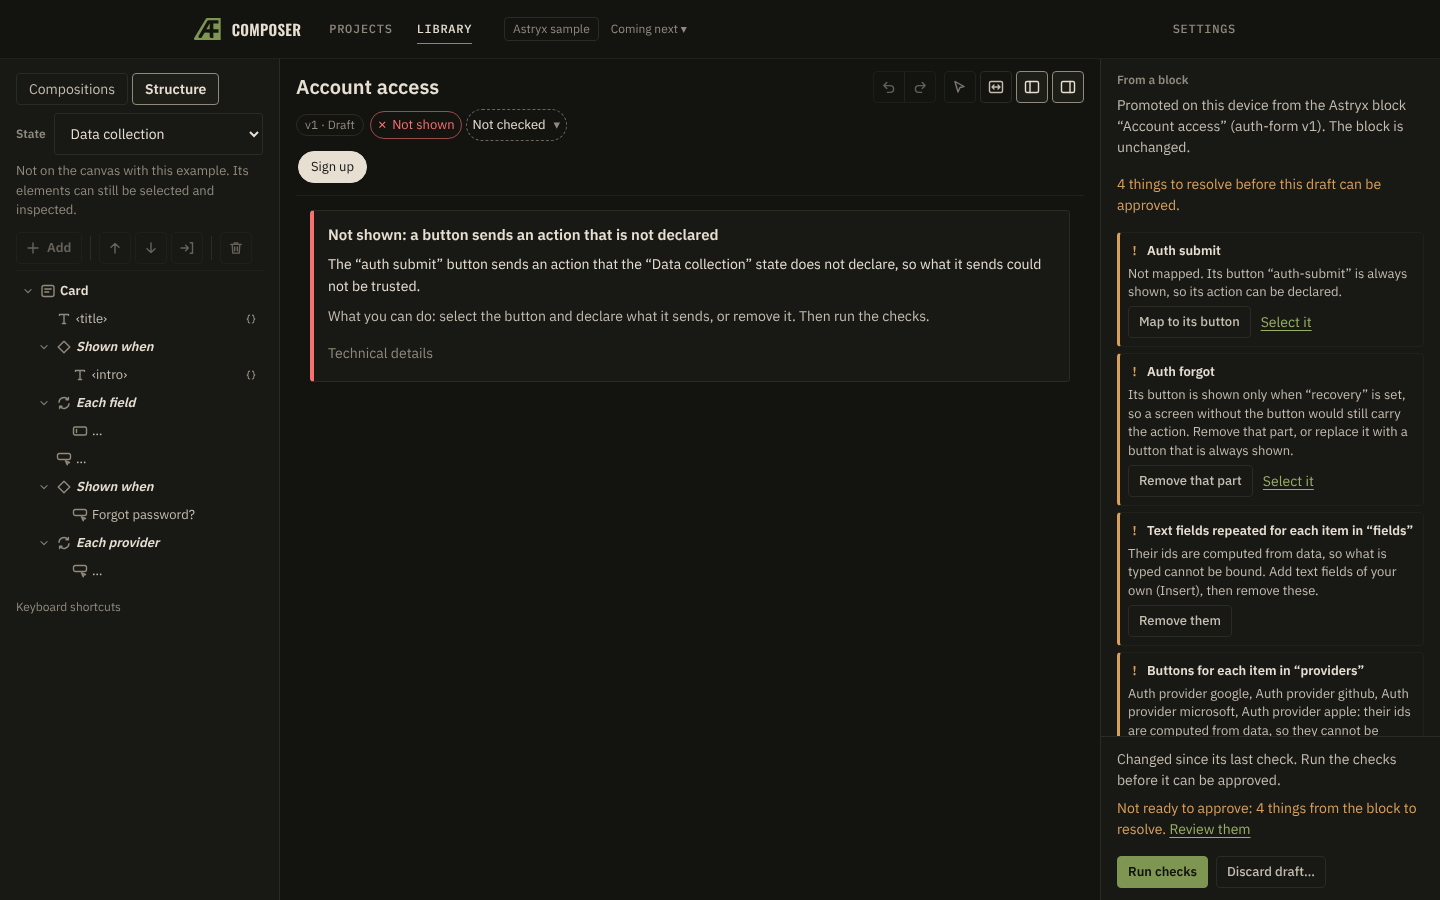 COMPOSER
PROJECTS
LIBRARY
Astryx sample
Coming next ▾
SETTINGS
Compositions
Structure
State
Data collection
Not on the canvas with this example. Its
elements can still be selected and
inspected.
Add
Card
‹title›
{}
Shown when
‹intro›
{}
Each field
...
...
Shown when
Forgot password?
Each provider
...
Keyboard shortcuts
Account access
v1 · Draft
× Not shown
Not checked ▾
Sign up
Not shown: a button sends an action that is not declared
The “auth submit” button sends an action that the “Data collection” state does not declare, so what it sends could
not be trusted.
What you can do: select the button and declare what it sends, or remove it. Then run the checks.
Technical details
From a block
Promoted on this device from the Astryx block
“Account access” (auth-form v1). The block is
unchanged.
4 things to resolve before this draft can be
approved.
! Auth submit
Not mapped. Its button “auth-submit” is always
shown, so its action can be declared.
Map to its button
Select it
! Auth forgot
Its button is shown only when “recovery” is set,
so a screen without the button would still carry
the action. Remove that part, or replace it with a
button that is always shown.
Remove that part
Select it
! Text fields repeated for each item in “fields”
Their ids are computed from data, so what is
typed cannot be bound. Add text fields of your
own (Insert), then remove these.
Remove them
! Buttons for each item in “providers”
Auth provider google, Auth provider github, Auth
provider microsoft, Auth provider apple: their ids
are computed from data, so they cannot be
Changed since its last check. Run the checks
before it can be approved.
Not ready to approve: 4 things from the block to
resolve. Review them
Run checks
Discard draft...